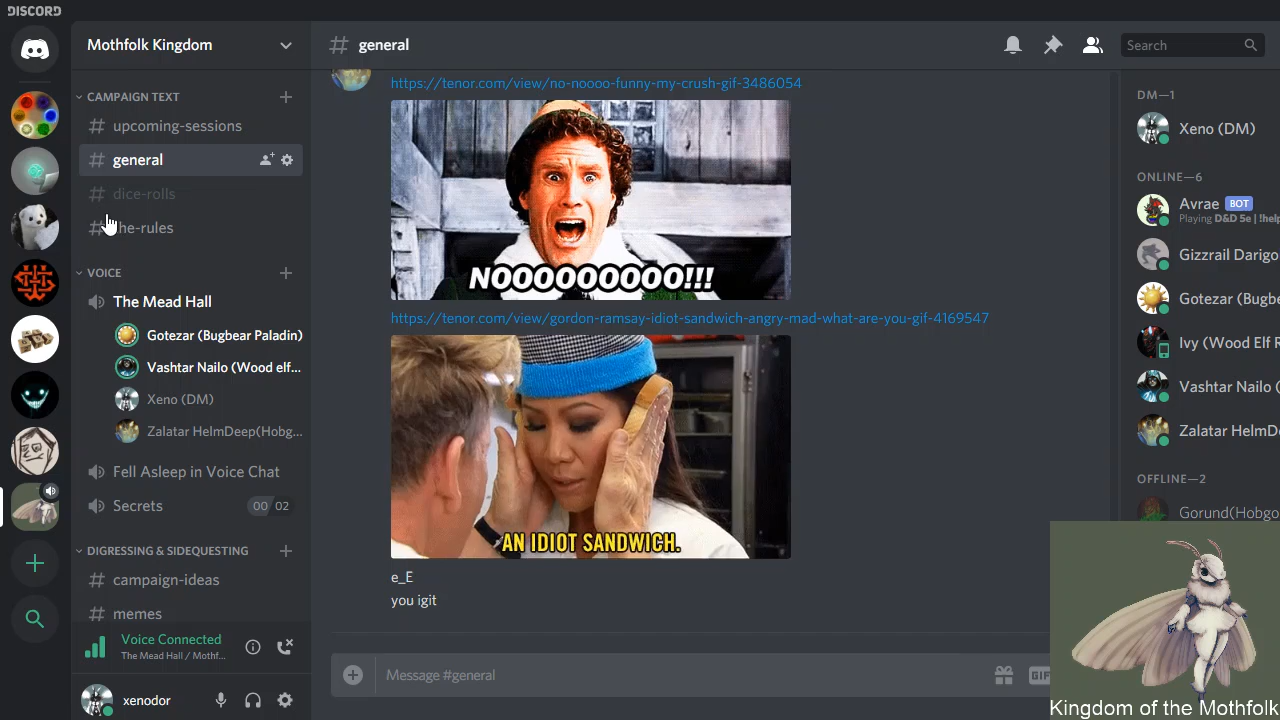 DISCORD
Mothfolk Kingdom
CAMPAIGN TEXT
# upcoming-sessions
# general
# dice-rolls
#he-rules
VOICE
The Mead Hall
Gotezar (Bugbear Paladin)
Vashtar Nailo (Wood elf...
Xeno (DM)
Zalatar HelmDeep(Hobg...
Fell Asleep in Voice Chat
Secrets 00 02
DIGRESSING & SIDEQUESTING
# campaign-ideas
# memes
Voice Connected
The Mead Hall / Mothf...
xenodor
# general
Search
https://tenor.com/view/no-noooo-funny-my-crush-gif-3486054
NOOOOOOOOO!!!
https://tenor.com/view/gordon-ramsay-idiot-sandwich-angry-mad-what-are-you-gif-4169547
AN IDIOT SANDWICH.
e_E
you igit
Message #general
GIF
DM—1
Xeno (DM)
ONLINE—6
Avrae BOT
Playing D&D 5e | !help
Gizzrail Darigo
Gotezar (Bugbe
Ivy (Wood Elf R
Vashtar Nailo (
Zalatar HelmD
OFFLINE—2
Gorund(Hobgo
Kingdom of the Mothfolk